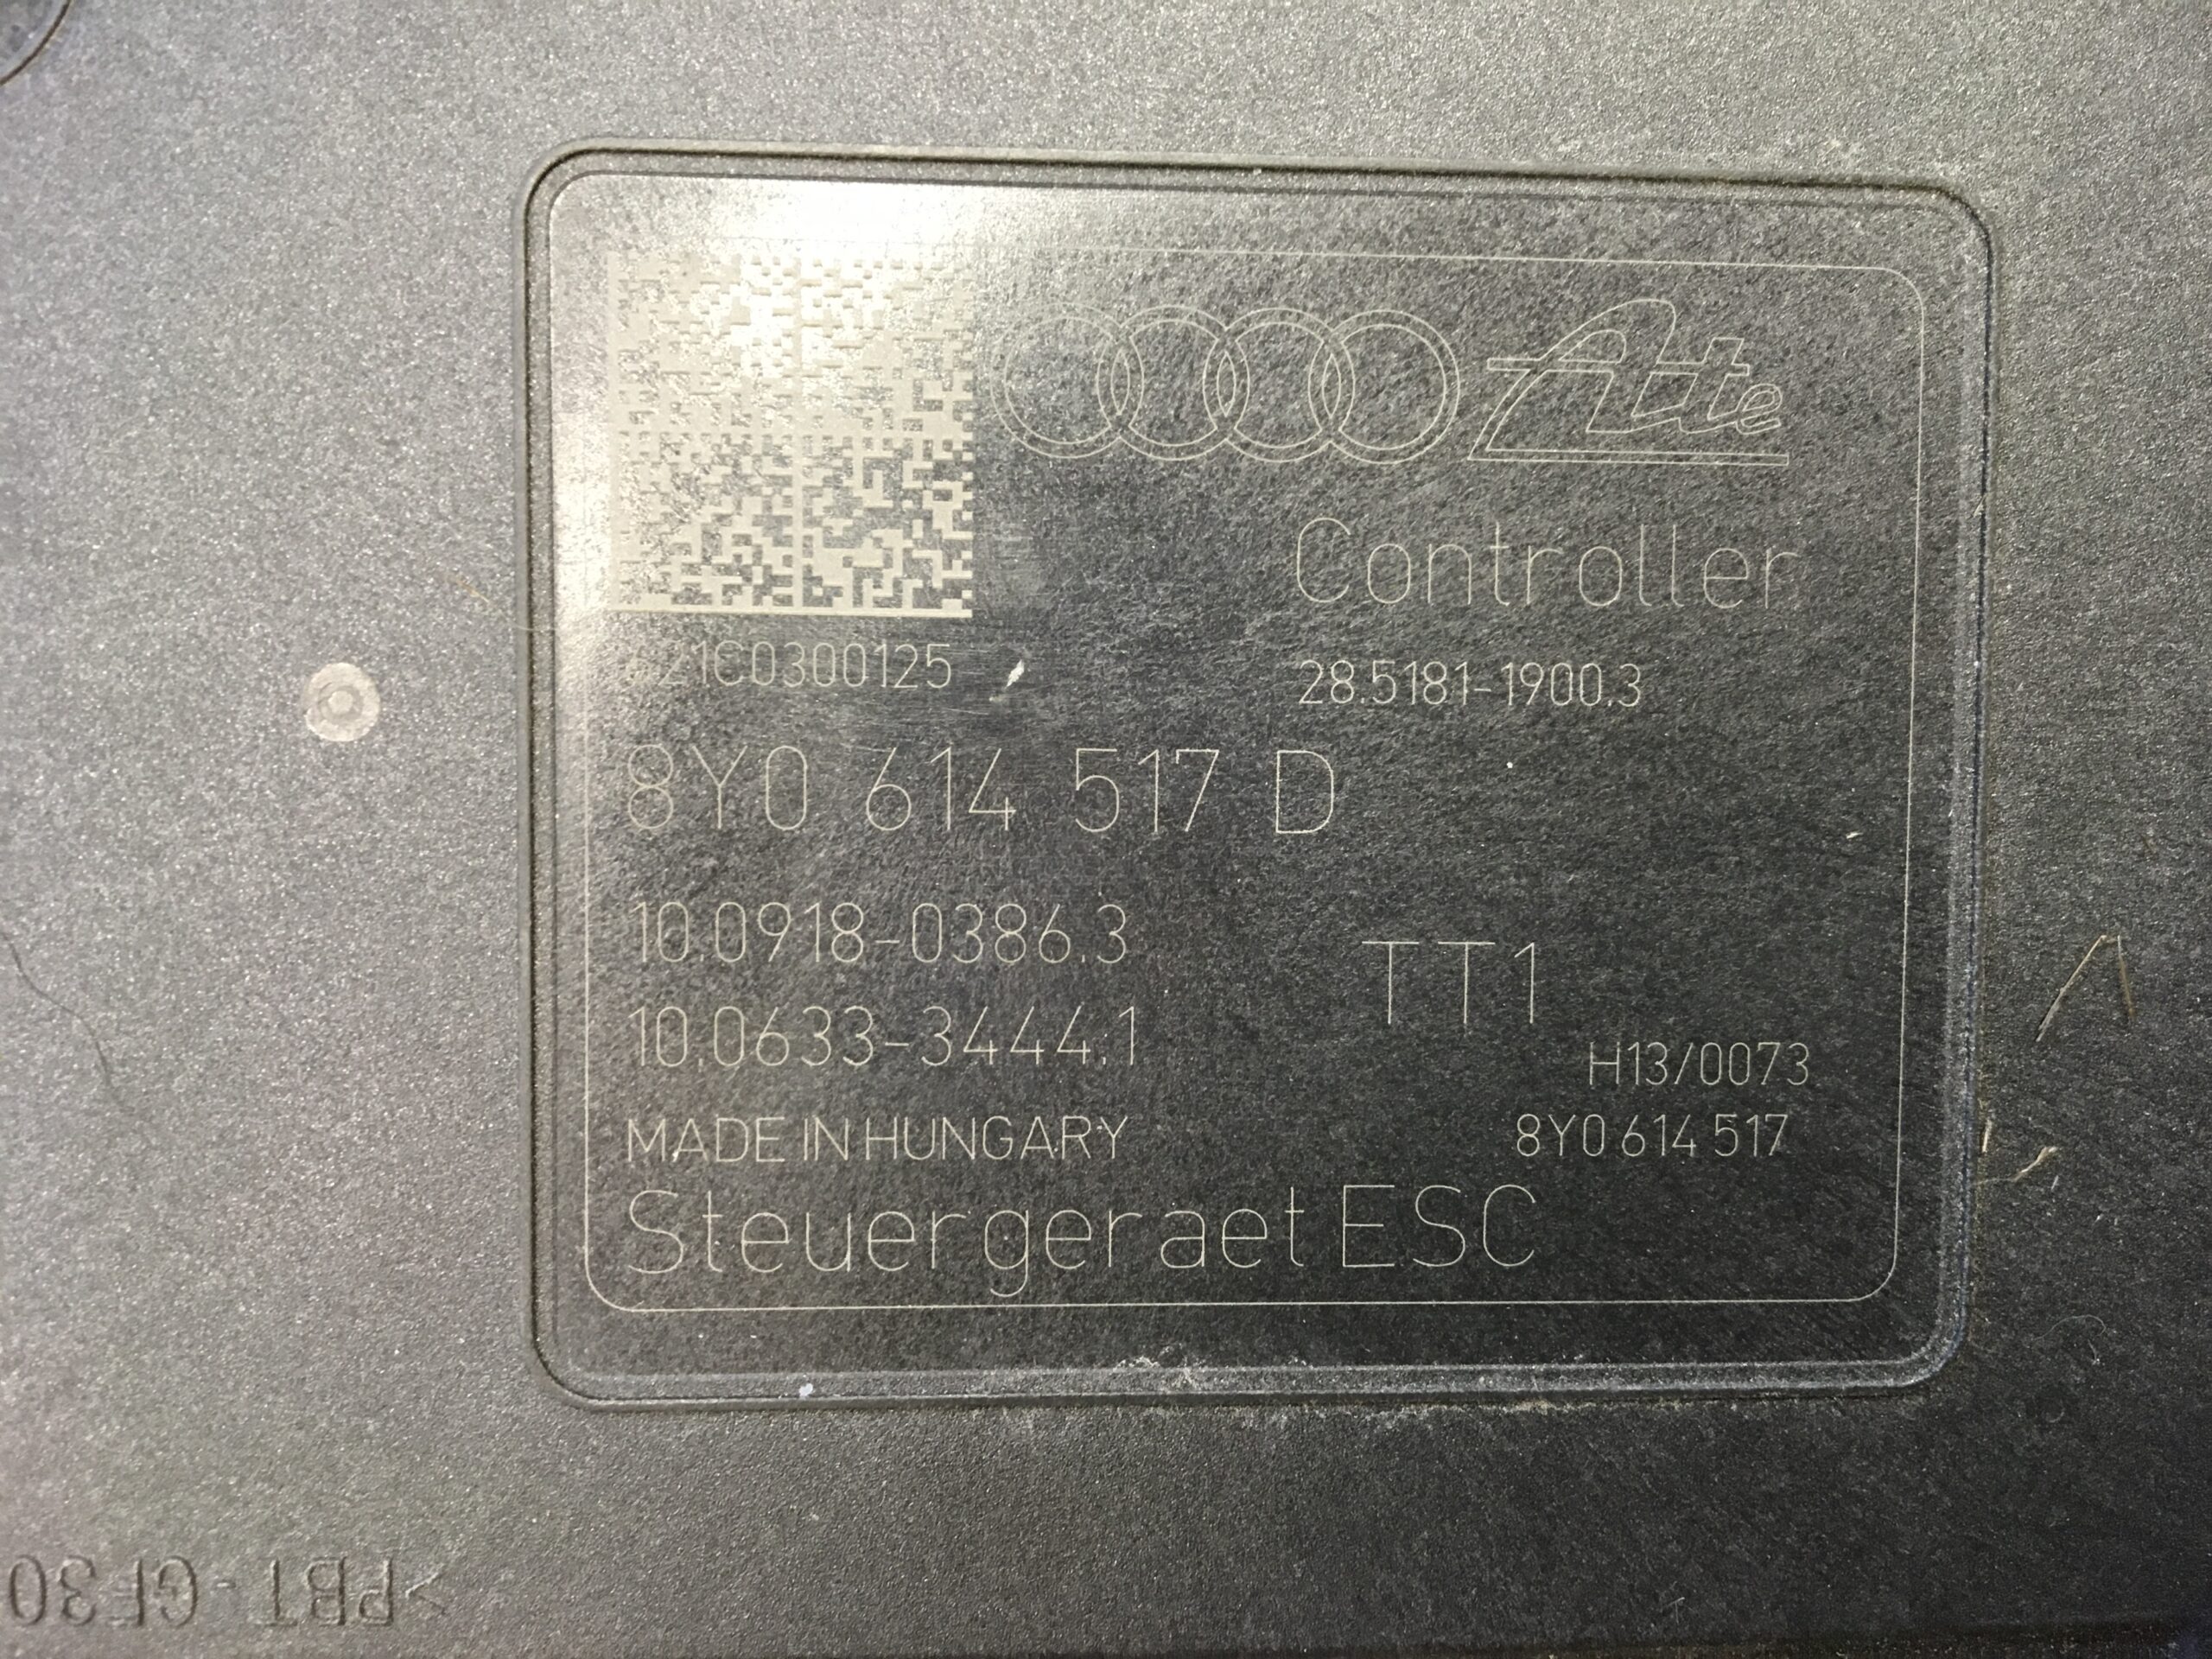 Ate
Controller
28.5181-1900.3
8Y0 614 517 D
10.0918-0386.3
10.0633-3444.1
TT1
H13/0073
MADE IN HUNGARY
8Y0 614 517
Steuergeraet ESC
>PBT-GF30